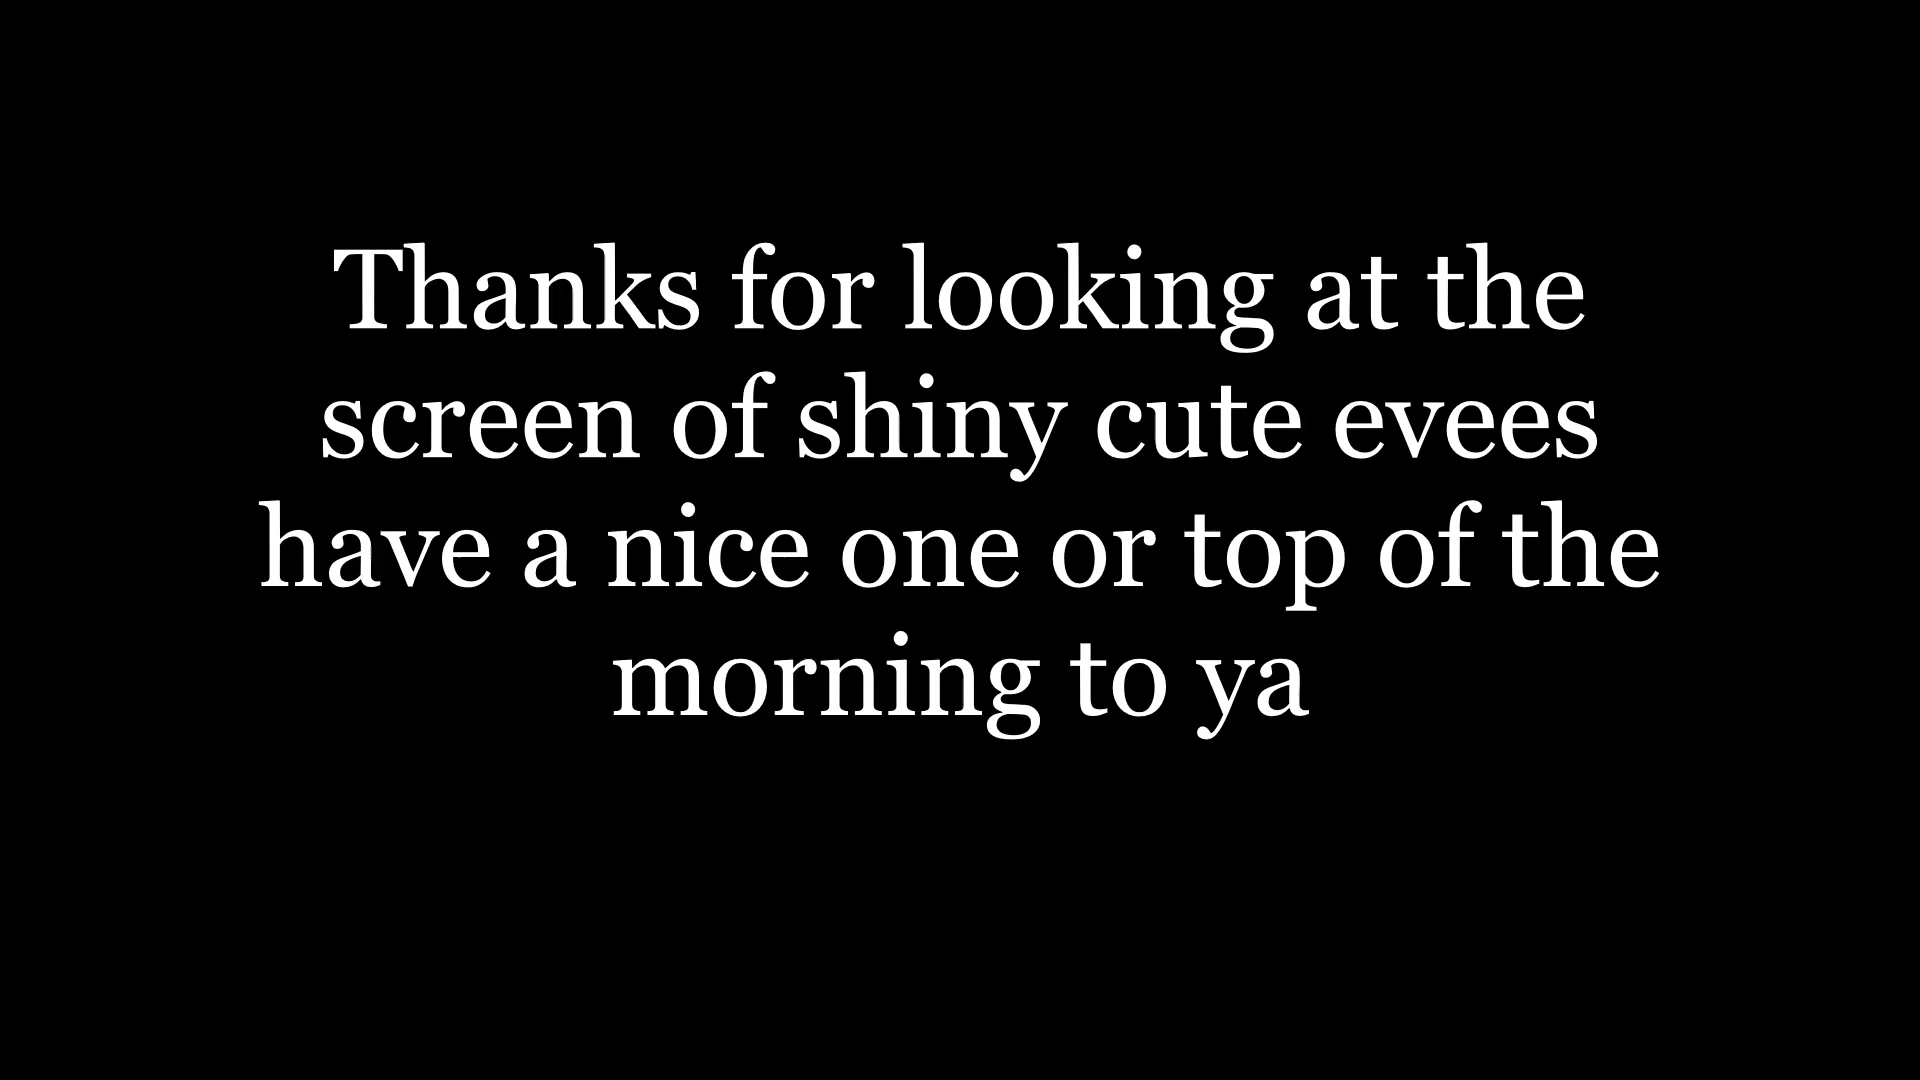 Thanks for looking at the
screen of shiny cute evees
have a nice one or top of the
morning to ya